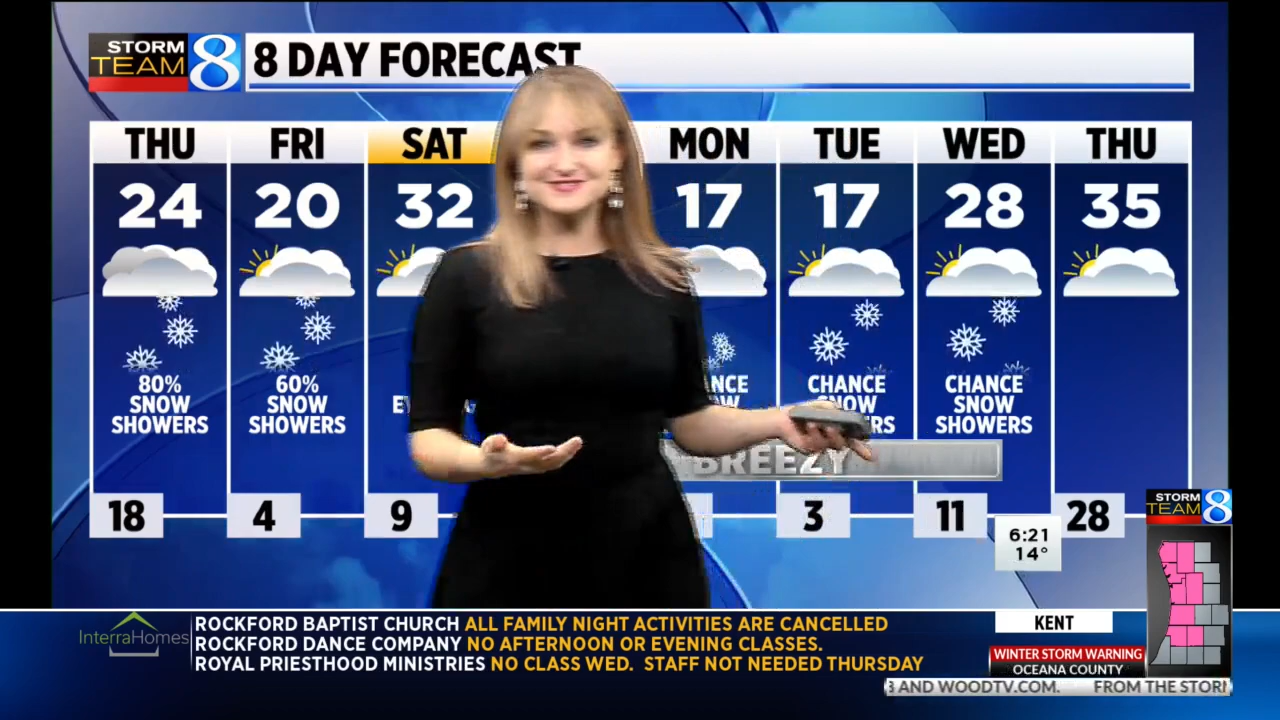 STORM TEAM 8
8 DAY FORECAST
THU FRI SAT MON TUE WED THU
24 20 32 17 17 28 35
80% SNOW SHOWERS
60% SNOW SHOWERS
CHANCE SNOW
CHANCE SNOW SHOWERS
BREEZY
18 4 9 3 11 28
STORM TEAM 8
6:21
14°
InterraHomes
ROCKFORD BAPTIST CHURCH ALL FAMILY NIGHT ACTIVITIES ARE CANCELLED
ROCKFORD DANCE COMPANY NO AFTERNOON OR EVENING CLASSES.
ROYAL PRIESTHOOD MINISTRIES NO CLASS WED. STAFF NOT NEEDED THURSDAY
KENT
WINTER STORM WARNING
OCEANA COUNTY
AND WOODTV.COM. FROM THE